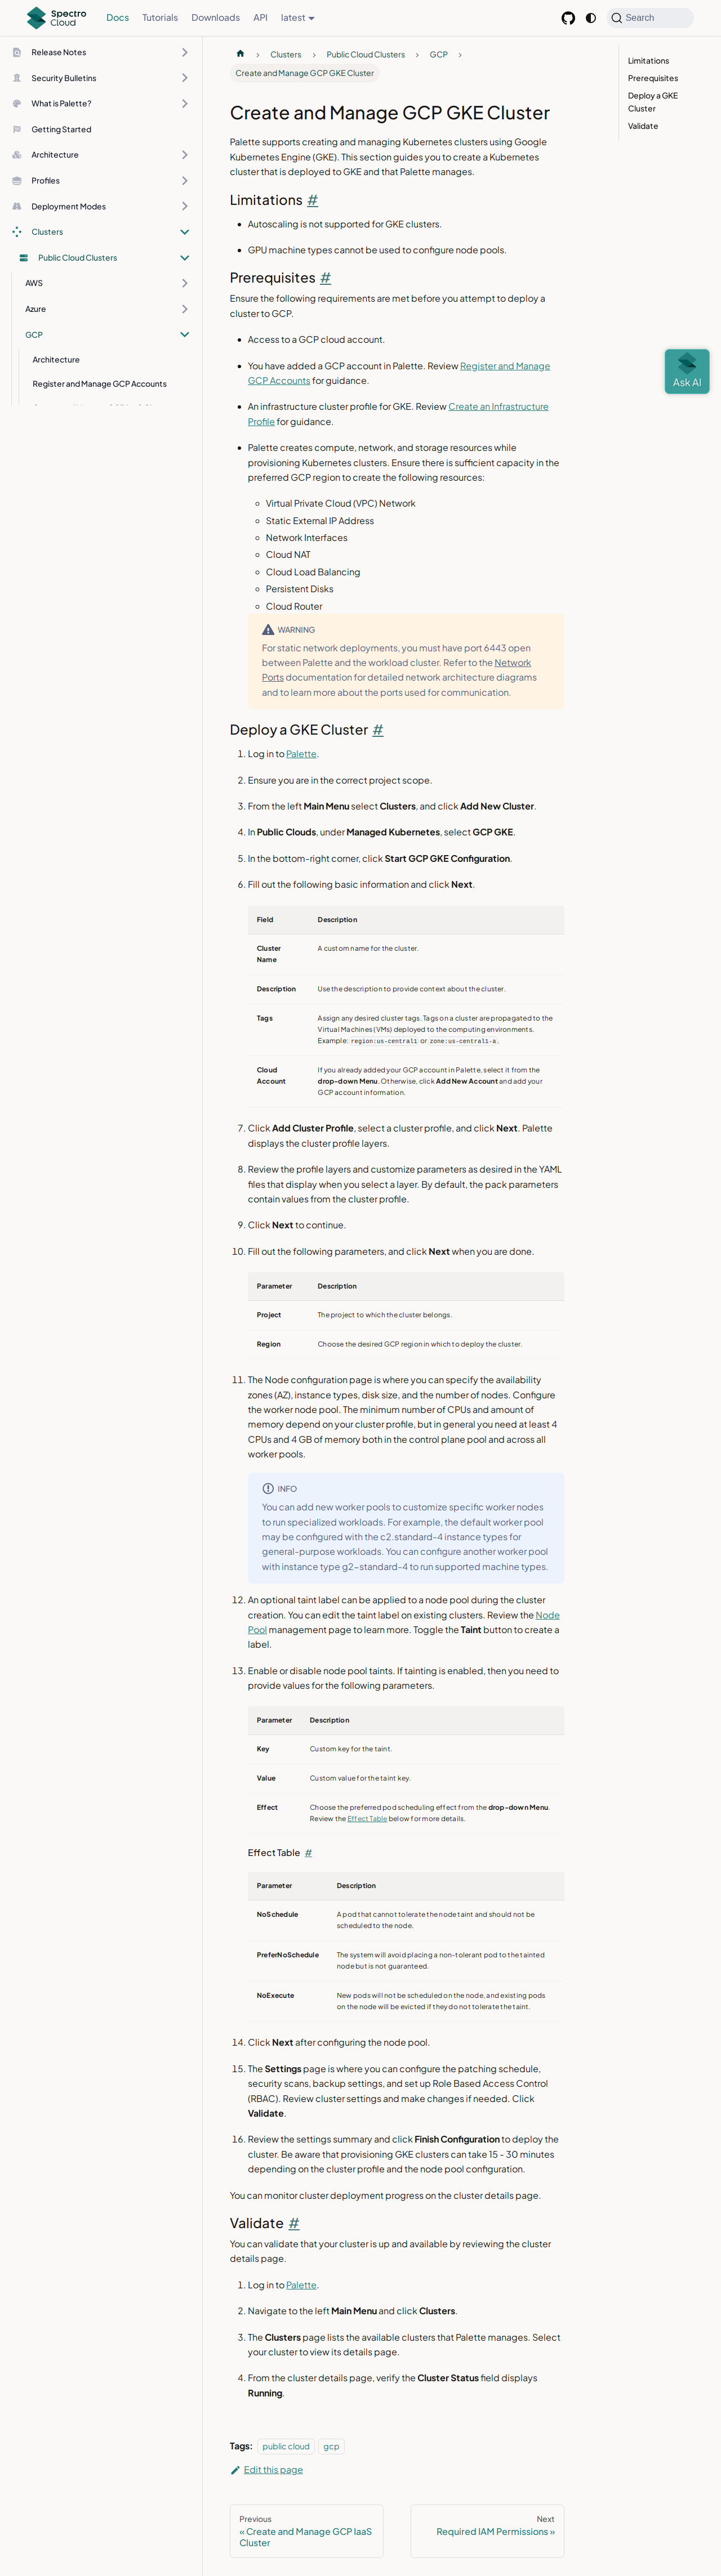 Spectro Cloud
Docs
Tutorials
Downloads
API
latest
Search
Release Notes
Security Bulletins
What is Palette?
Getting Started
Architecture
Profiles
Deployment Modes
Clusters
Public Cloud Clusters
AWS
Azure
GCP
Architecture
Register and Manage GCP Accounts
Clusters
Public Cloud Clusters
GCP
Create and Manage GCP GKE Cluster
Limitations
Prerequisites
Deploy a GKE
Cluster
Validate
Ask AI
Create and Manage GCP GKE Cluster
Palette supports creating and managing Kubernetes clusters using Google
Kubernetes Engine (GKE). This section guides you to create a Kubernetes
cluster that is deployed to GKE and that Palette manages.
Limitations #
Autoscaling is not supported for GKE clusters.
GPU machine types cannot be used to configure node pools.
Prerequisites #
Ensure the following requirements are met before you attempt to deploy a
cluster to GCP.
Access to a GCP cloud account.
You have added a GCP account in Palette. Review Register and Manage
GCP Accounts for guidance.
An infrastructure cluster profile for GKE. Review Create an Infrastructure
Profile for guidance.
Palette creates compute, network, and storage resources while
provisioning Kubernetes clusters. Ensure there is sufficient capacity in the
preferred GCP region to create the following resources:
Virtual Private Cloud (VPC) Network
Static External IP Address
Network Interfaces
Cloud NAT
Cloud Load Balancing
Persistent Disks
Cloud Router
WARNING
For static network deployments, you must have port 6443 open
between Palette and the workload cluster. Refer to the Network
Ports documentation for detailed network architecture diagrams
and to learn more about the ports used for communication.
Deploy a GKE Cluster #
1. Log in to Palette.
2. Ensure you are in the correct project scope.
3. From the left Main Menu select Clusters, and click Add New Cluster.
4. In Public Clouds, under Managed Kubernetes, select GCP GKE.
5. In the bottom-right corner, click Start GCP GKE Configuration.
6. Fill out the following basic information and click Next.
Field Description
Cluster Name A custom name for the cluster.
Description Use the description to provide context about the cluster.
Tags Assign any desired cluster tags. Tags on a cluster are propagated to the
Virtual Machines (VMs) deployed to the computing environments.
Example: region:us-central1 or zone:us-central1-a.
Cloud Account If you already added your GCP account in Palette, select it from the
drop-down Menu. Otherwise, click Add New Account and add your
GCP account information.
7. Click Add Cluster Profile, select a cluster profile, and click Next. Palette
displays the cluster profile layers.
8. Review the profile layers and customize parameters as desired in the YAML
files that display when you select a layer. By default, the pack parameters
contain values from the cluster profile.
9. Click Next to continue.
10. Fill out the following parameters, and click Next when you are done.
Parameter Description
Project The project to which the cluster belongs.
Region Choose the desired GCP region in which to deploy the cluster.
11. The Node configuration page is where you can specify the availability
zones (AZ), instance types, disk size, and the number of nodes. Configure
the worker node pool. The minimum number of CPUs and amount of
memory depend on your cluster profile, but in general you need at least 4
CPUs and 4 GB of memory both in the control plane pool and across all
worker pools.
INFO
You can add new worker pools to customize specific worker nodes
to run specialized workloads. For example, the default worker pool
may be configured with the c2.standard-4 instance types for
general-purpose workloads. You can configure another worker pool
with instance type g2-standard-4 to run supported machine types.
12. An optional taint label can be applied to a node pool during the cluster
creation. You can edit the taint label on existing clusters. Review the Node
Pool management page to learn more. Toggle the Taint button to create a
label.
13. Enable or disable node pool taints. If tainting is enabled, then you need to
provide values for the following parameters.
Parameter Description
Key Custom key for the taint.
Value Custom value for the taint key.
Effect Choose the preferred pod scheduling effect from the drop-down Menu.
Review the Effect Table below for more details.
Effect Table #
Parameter Description
NoSchedule A pod that cannot tolerate the node taint and should not be
scheduled to the node.
PreferNoSchedule The system will avoid placing a non-tolerant pod to the tainted
node but is not guaranteed.
NoExecute New pods will not be scheduled on the node, and existing pods
on the node will be evicted if they do not tolerate the taint.
14. Click Next after configuring the node pool.
15. The Settings page is where you can configure the patching schedule,
security scans, backup settings, and set up Role Based Access Control
(RBAC). Review cluster settings and make changes if needed. Click
Validate.
16. Review the settings summary and click Finish Configuration to deploy the
cluster. Be aware that provisioning GKE clusters can take 15 - 30 minutes
depending on the cluster profile and the node pool configuration.
You can monitor cluster deployment progress on the cluster details page.
Validate #
You can validate that your cluster is up and available by reviewing the cluster
details page.
1. Log in to Palette.
2. Navigate to the left Main Menu and click Clusters.
3. The Clusters page lists the available clusters that Palette manages. Select
your cluster to view its details page.
4. From the cluster details page, verify the Cluster Status field displays
Running.
Tags: public cloud gcp
Edit this page
Previous
« Create and Manage GCP IaaS
Cluster
Next
Required IAM Permissions »